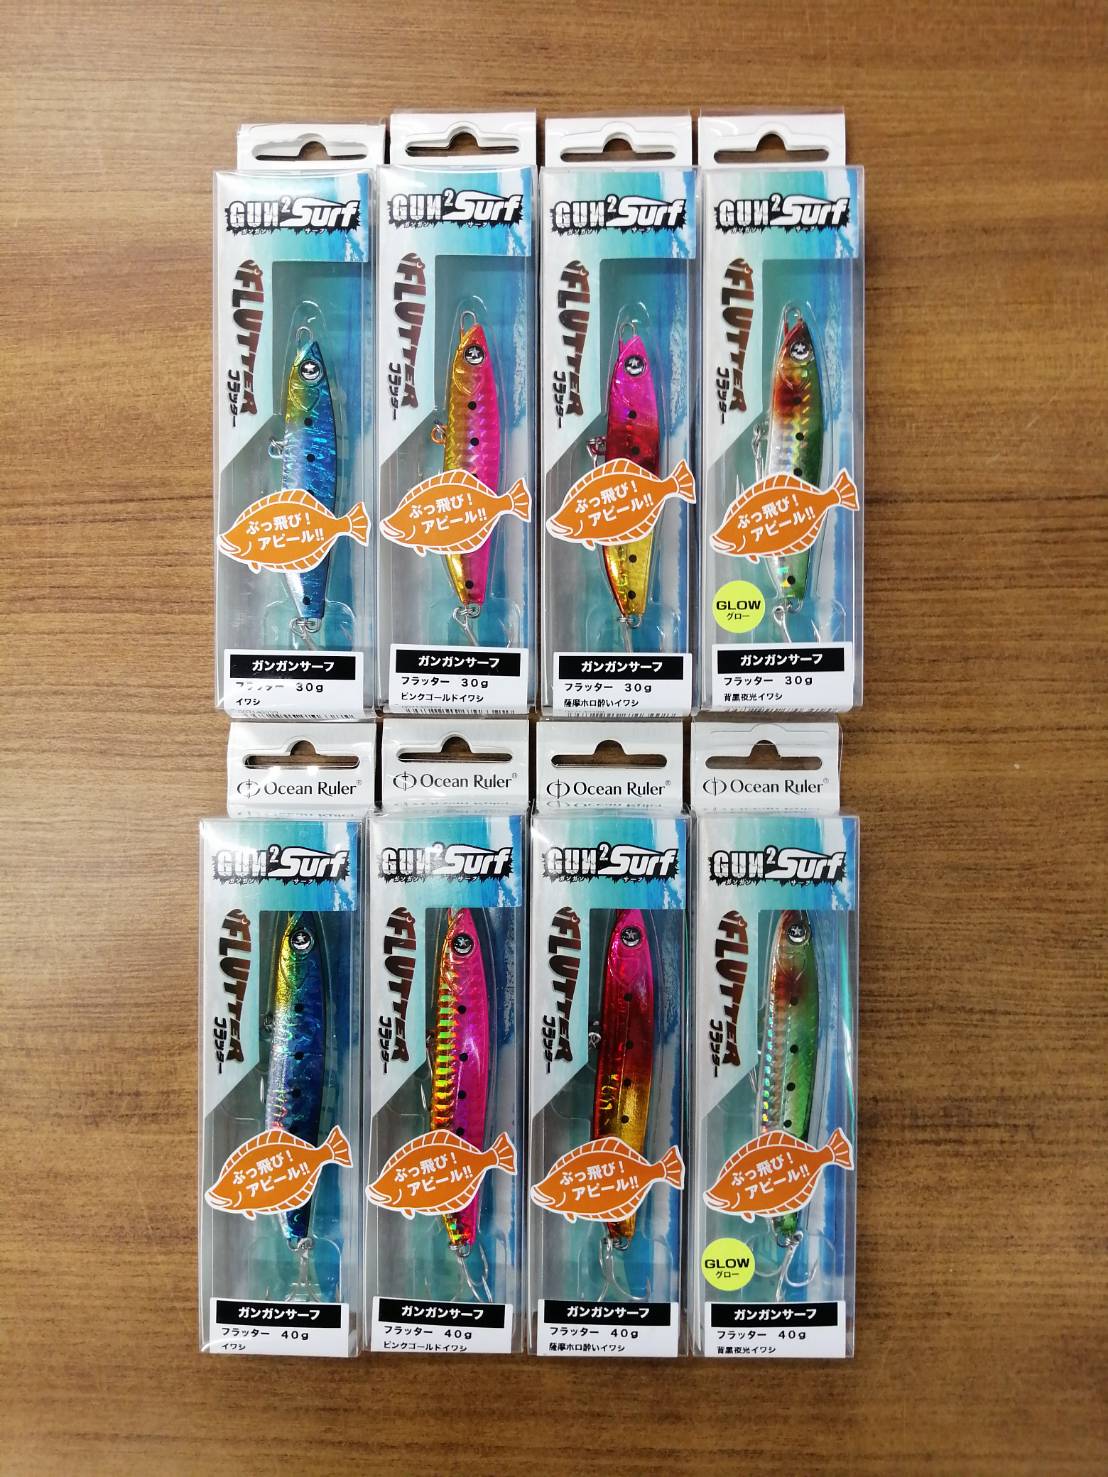 GUN2Surf
ガンガン サーフ
FLUTTER
フラッター
ぶっ飛び!
アピール!!
ガンガンサーフ
フラッター 30g
イワシ
GUN2Surf
ガンガン サーフ
FLUTTER
フラッター
ぶっ飛び!
アピール!!
ガンガンサーフ
フラッター 30g
ピンクゴールドイワシ
GUN2Surf
ガンガン サーフ
FLUTTER
フラッター
ぶっ飛び!
アピール!!
ガンガンサーフ
フラッター 30g
薩摩ホロ酔いイワシ
GUN2Surf
ガンガン サーフ
FLUTTER
フラッター
ぶっ飛び!
アピール!!
GLOW
グロー
ガンガンサーフ
フラッター 30g
背黒夜光イワシ
Ocean Ruler®
GUN2Surf
ガンガン サーフ
FLUTTER
フラッター
ぶっ飛び!
アピール!!
ガンガンサーフ
フラッター 40g
イワシ
Ocean Ruler®
GUN2Surf
ガンガン サーフ
FLUTTER
フラッター
ぶっ飛び!
アピール!!
ガンガンサーフ
フラッター 40g
ピンクゴールドイワシ
Ocean Ruler®
GUN2Surf
ガンガン サーフ
FLUTTER
フラッター
ぶっ飛び!
アピール!!
ガンガンサーフ
フラッター 40g
薩摩ホロ酔いイワシ
Ocean Ruler®
GUN2Surf
ガンガン サーフ
FLUTTER
フラッター
ぶっ飛び!
アピール!!
GLOW
グロー
ガンガンサーフ
フラッター 40g
背黒夜光イワシ